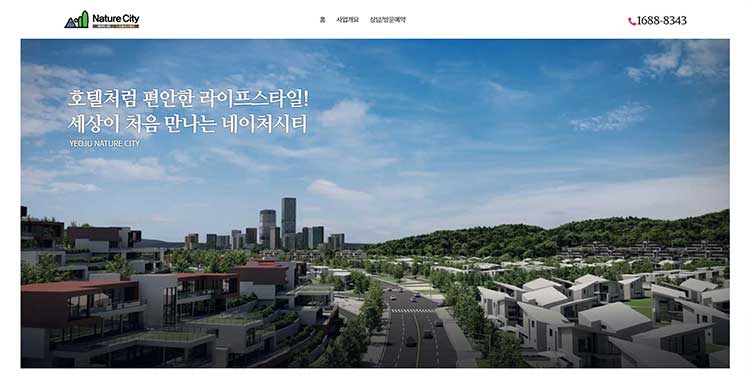 Nature City
홈 사업개요 상담/방문예약
1688-8343
호텔처럼 편안한 라이프스타일!
세상이 처음 만나는 네이처시티
YEOJU NATURE CITY